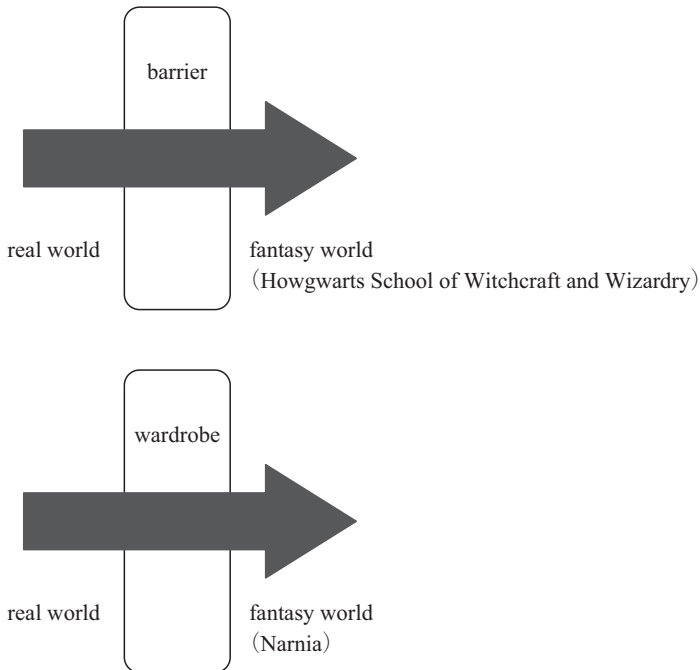 barrier
real world
fantasy world
（Howgwarts School of Witchcraft and Wizardry）
wardrobe
real world
fantasy world
（Narnia）